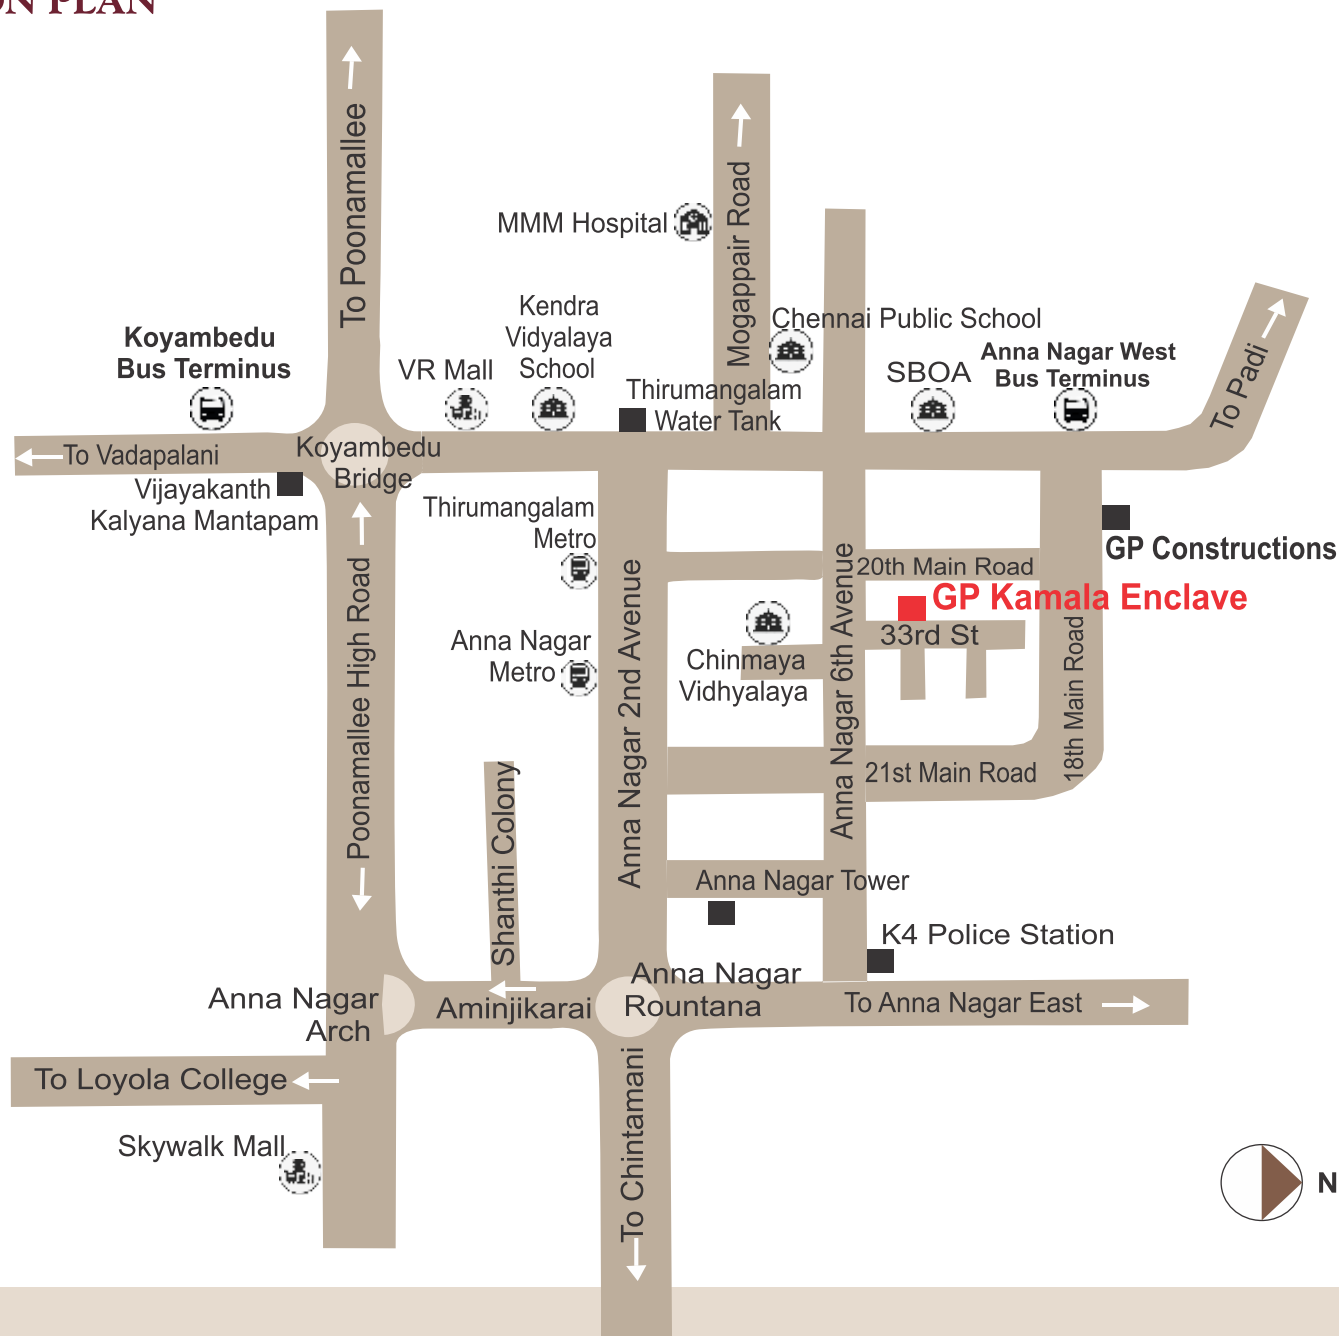 PLAN
To Poonamallee
Mogappair Road
MMM Hospital
Kendra
Vidyalaya
School
Chennai Public School
Koyambedu
Bus Terminus
VR Mall
Thirumangalam
Water Tank
SBOA
Anna Nagar West
Bus Terminus
To Padi
To Vadapalani
Koyambedu
Bridge
Vijayakanth
Kalyana Mantapam
Thirumangalam
Metro
GP Constructions
20th Main Road
GP Kamala Enclave
33rd St
Anna Nagar
Metro
Chinmaya
Vidhyalaya
Poonamallee High Road
Anna Nagar 2nd Avenue
Anna Nagar 6th Avenue
18th Main Road
21st Main Road
Shanthi Colony
Anna Nagar Tower
K4 Police Station
Anna Nagar
Arch
Aminjikarai
Anna Nagar
Rountana
To Anna Nagar East
To Loyola College
Skywalk Mall
To Chintamani
N